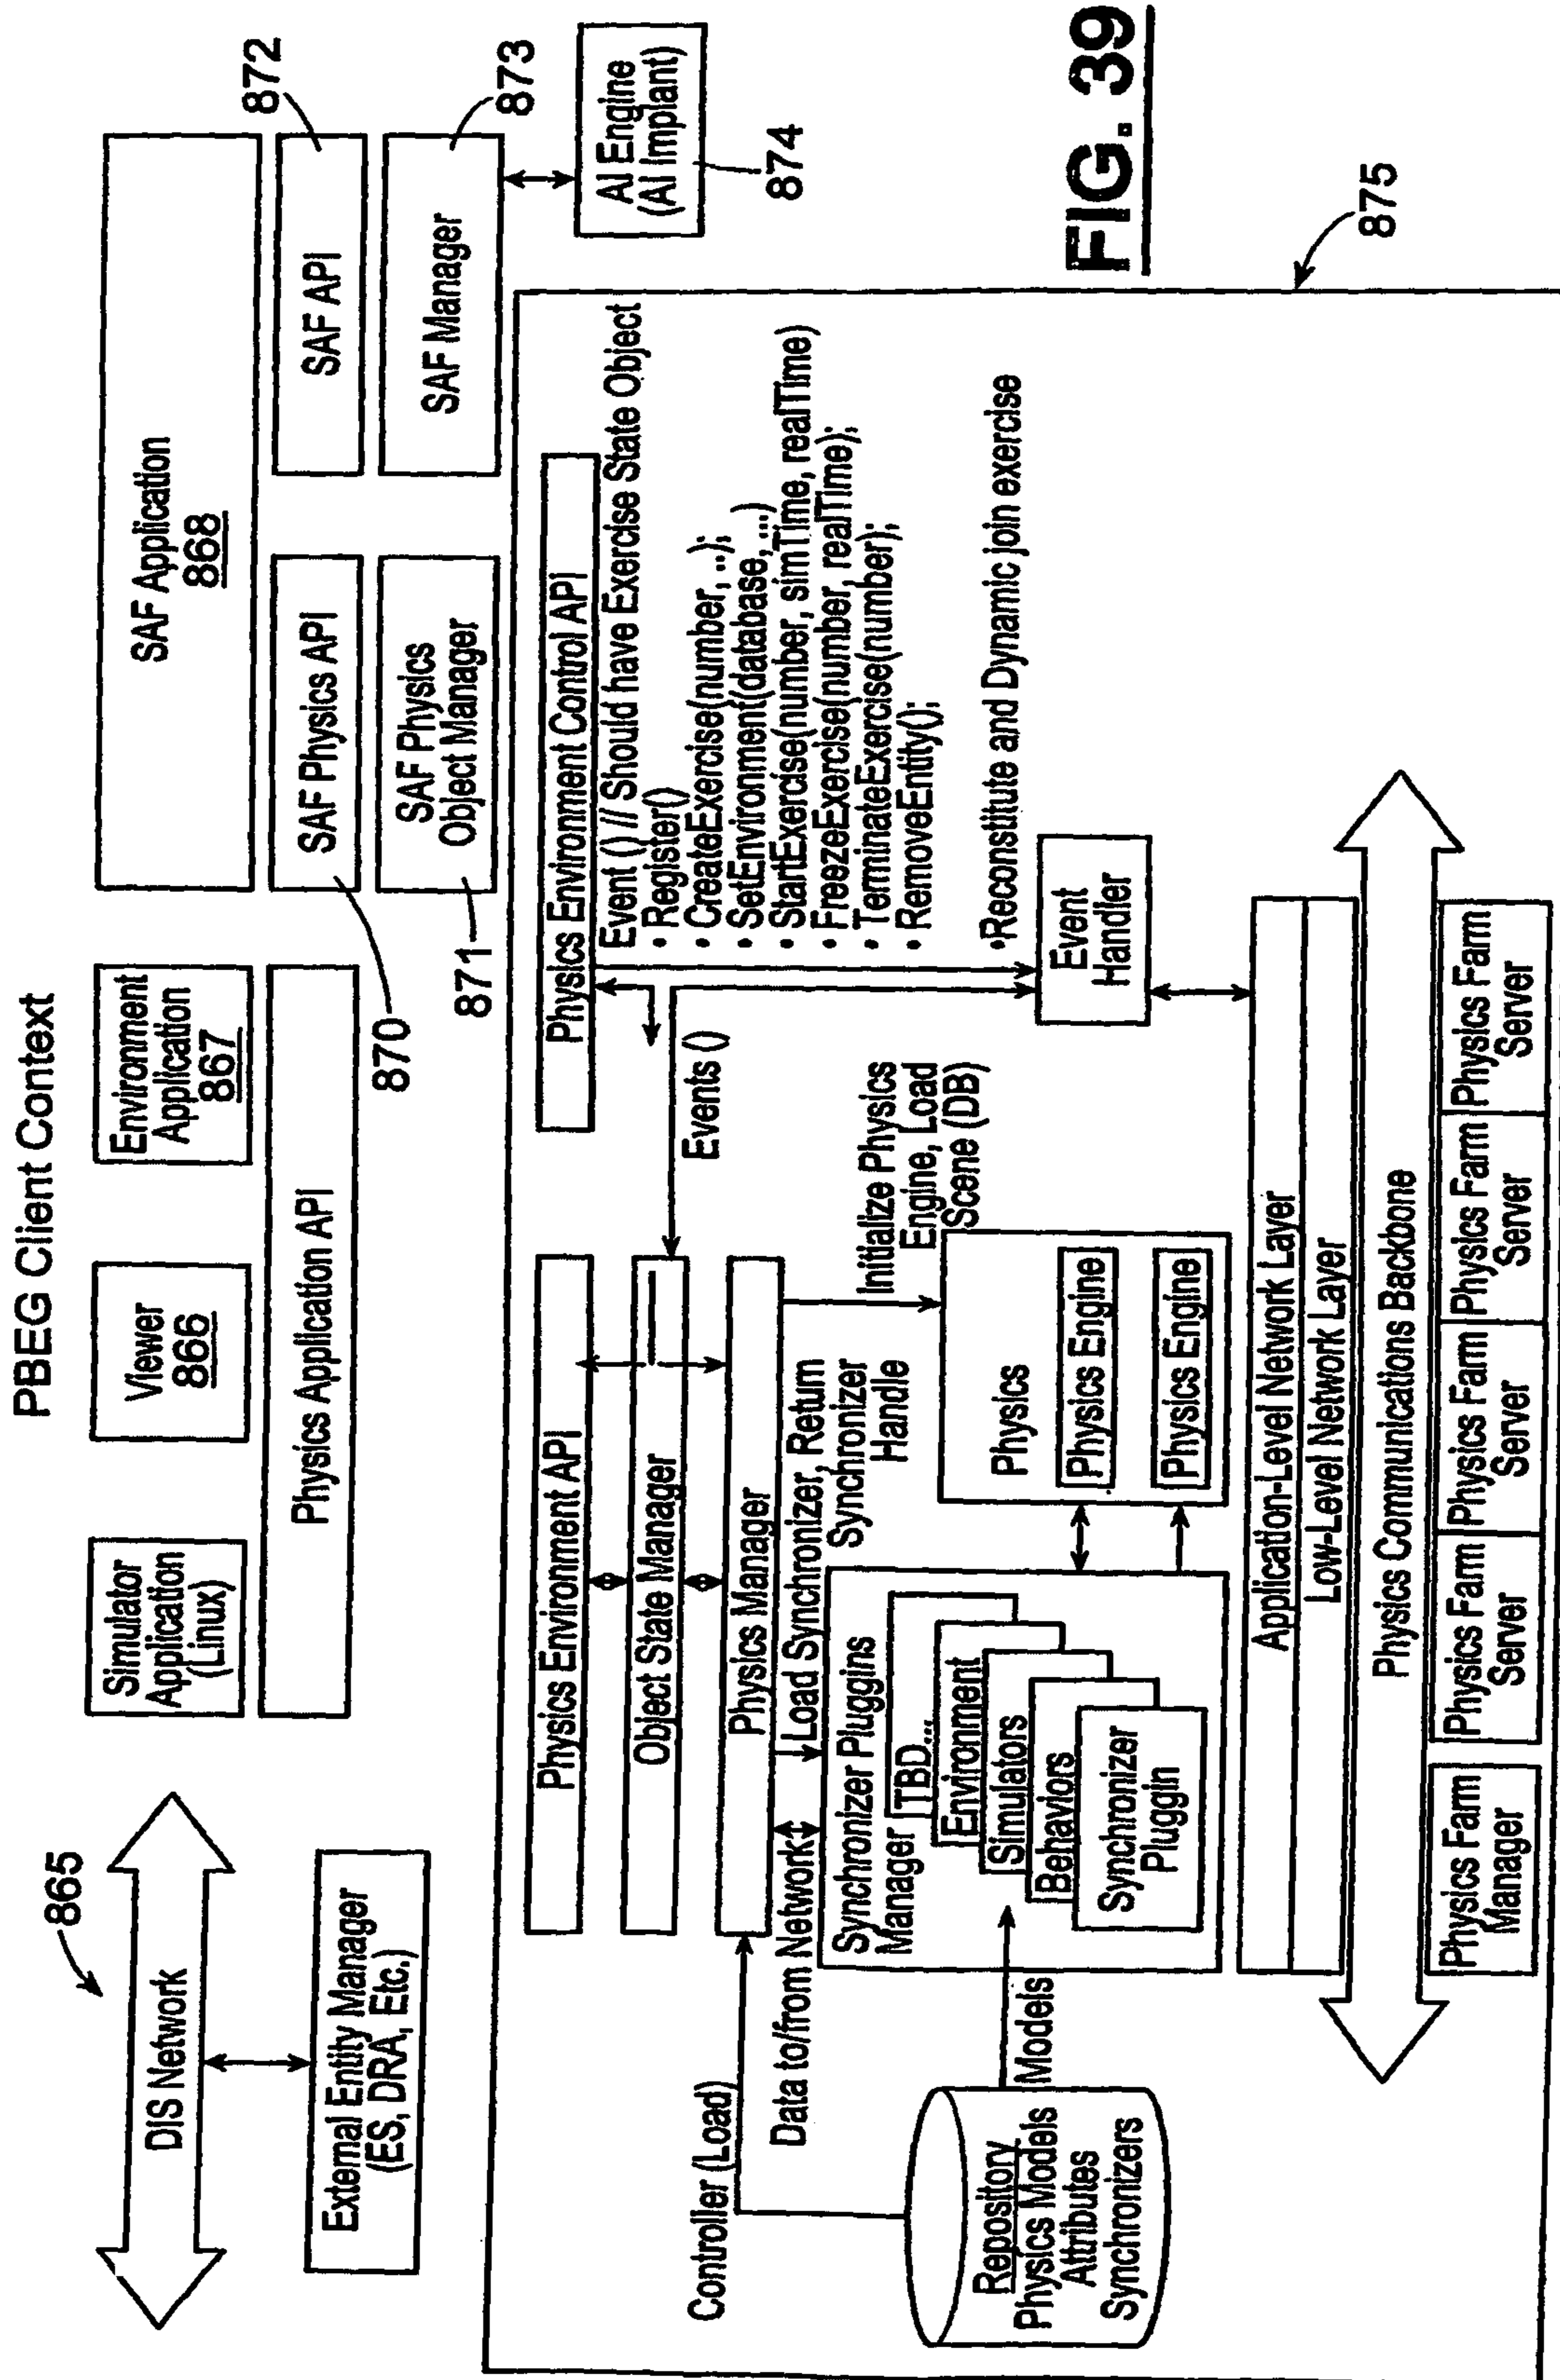 PBEG Client Context
865
DIS Network
External Entity Manager
(ES, DRA, Etc.)
Simulator
Application
(Linux)
Viewer
866
Environment
Application
867
Physics Application API
SAF Application
868
SAF Physics API
870
SAF API
872
SAF Physics
Object Manager
871
SAF Manager
873
AI Engine
(AI Implant)
874
Physics Environment API
Object State Manager
Physics Manager
Physics Environment Control API
Event () // Should have Exercise State Object
• Register()
• CreateExercise(number, ..);
• SetEnvironment(database, ...)
• StartExercise(number, simTime, realTime)
• FreezeExercise(number, realTime);
• TerminateExercise(number);
• RemoveEntity();
•Reconstitute and Dynamic join exercise
Events ()
Controller (Load)
Data to/from Network
Load Synchronizer, Return
Synchronizer
Handle
Initialize Physics
Engine, Load
Scene (DB)
Synchronizer Pluggins
Manager
TBD...
Environment
Simulators
Behaviors
Synchronizer
Pluggin
Physics
Physics Engine
Physics Engine
Event
Handler
Repository
Physics Models
Attributes
Synchronizers
Models
Application-Level Network Layer
Low-Level Network Layer
Physics Communications Backbone
Physics Farm
Manager
Physics Farm
Server
Physics Farm
Server
Physics Farm
Server
Physics Farm
Server
Physics Farm
Server
875
FIG. 39